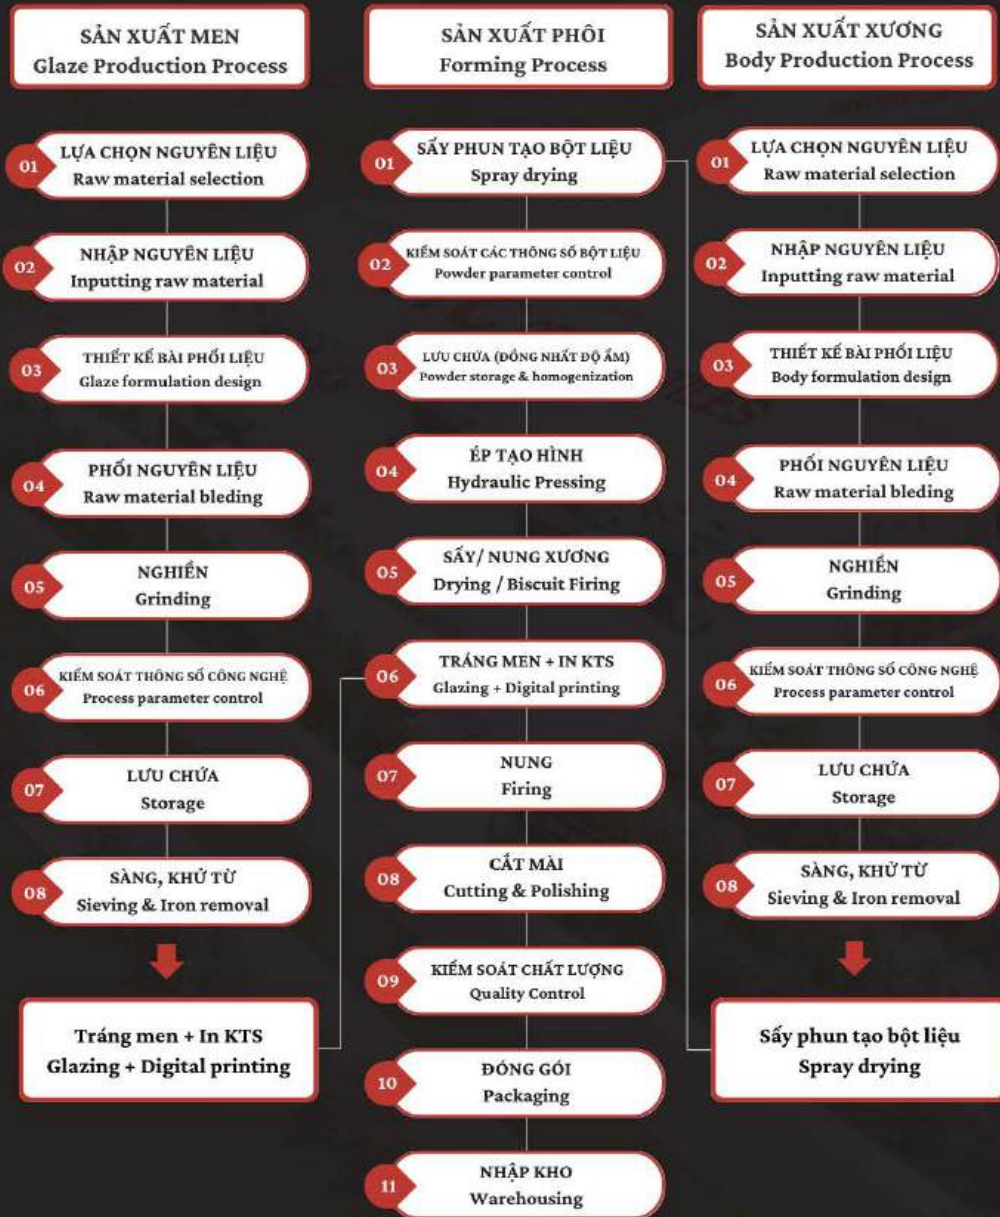 SẢN XUẤT MEN
Glaze Production Process
01
LỰA CHỌN NGUYÊN LIỆU
Raw material selection
02
NHẬP NGUYÊN LIỆU
Inputting raw material
03
THIẾT KẾ BÀI PHỐI LIỆU
Glaze formulation design
04
PHỐI NGUYÊN LIỆU
Raw material bleding
05
NGHIỀN
Grinding
06
KIỂM SOÁT THÔNG SỐ CÔNG NGHỆ
Process parameter control
07
LƯU CHỨA
Storage
08
SÀNG, KHỬ TỪ
Sieving & Iron removal
Tráng men + In KTS
Glazing + Digital printing
SẢN XUẤT PHÔI
Forming Process
01
SẤY PHUN TẠO BỘT LIỆU
Spray drying
02
KIỂM SOÁT CÁC THÔNG SỐ BỘT LIỆU
Powder parameter control
03
LƯU CHỨA (ĐỒNG NHẤT ĐỘ ẨM)
Powder storage & homogenization
04
ÉP TẠO HÌNH
Hydraulic Pressing
05
SẤY/ NUNG XƯƠNG
Drying / Biscuit Firing
06
TRÁNG MEN + IN KTS
Glazing + Digital printing
07
NUNG
Firing
08
CẮT MÀI
Cutting & Polishing
09
KIỂM SOÁT CHẤT LƯỢNG
Quality Control
10
ĐÓNG GÓI
Packaging
11
NHẬP KHO
Warehousing
SẢN XUẤT XƯƠNG
Body Production Process
01
LỰA CHỌN NGUYÊN LIỆU
Raw material selection
02
NHẬP NGUYÊN LIỆU
Inputting raw material
03
THIẾT KẾ BÀI PHỐI LIỆU
Body formulation design
04
PHỐI NGUYÊN LIỆU
Raw material bleding
05
NGHIỀN
Grinding
06
KIỂM SOÁT THÔNG SỐ CÔNG NGHỆ
Process parameter control
07
LƯU CHỨA
Storage
08
SÀNG, KHỬ TỪ
Sieving & Iron removal
Sấy phun tạo bột liệu
Spray drying